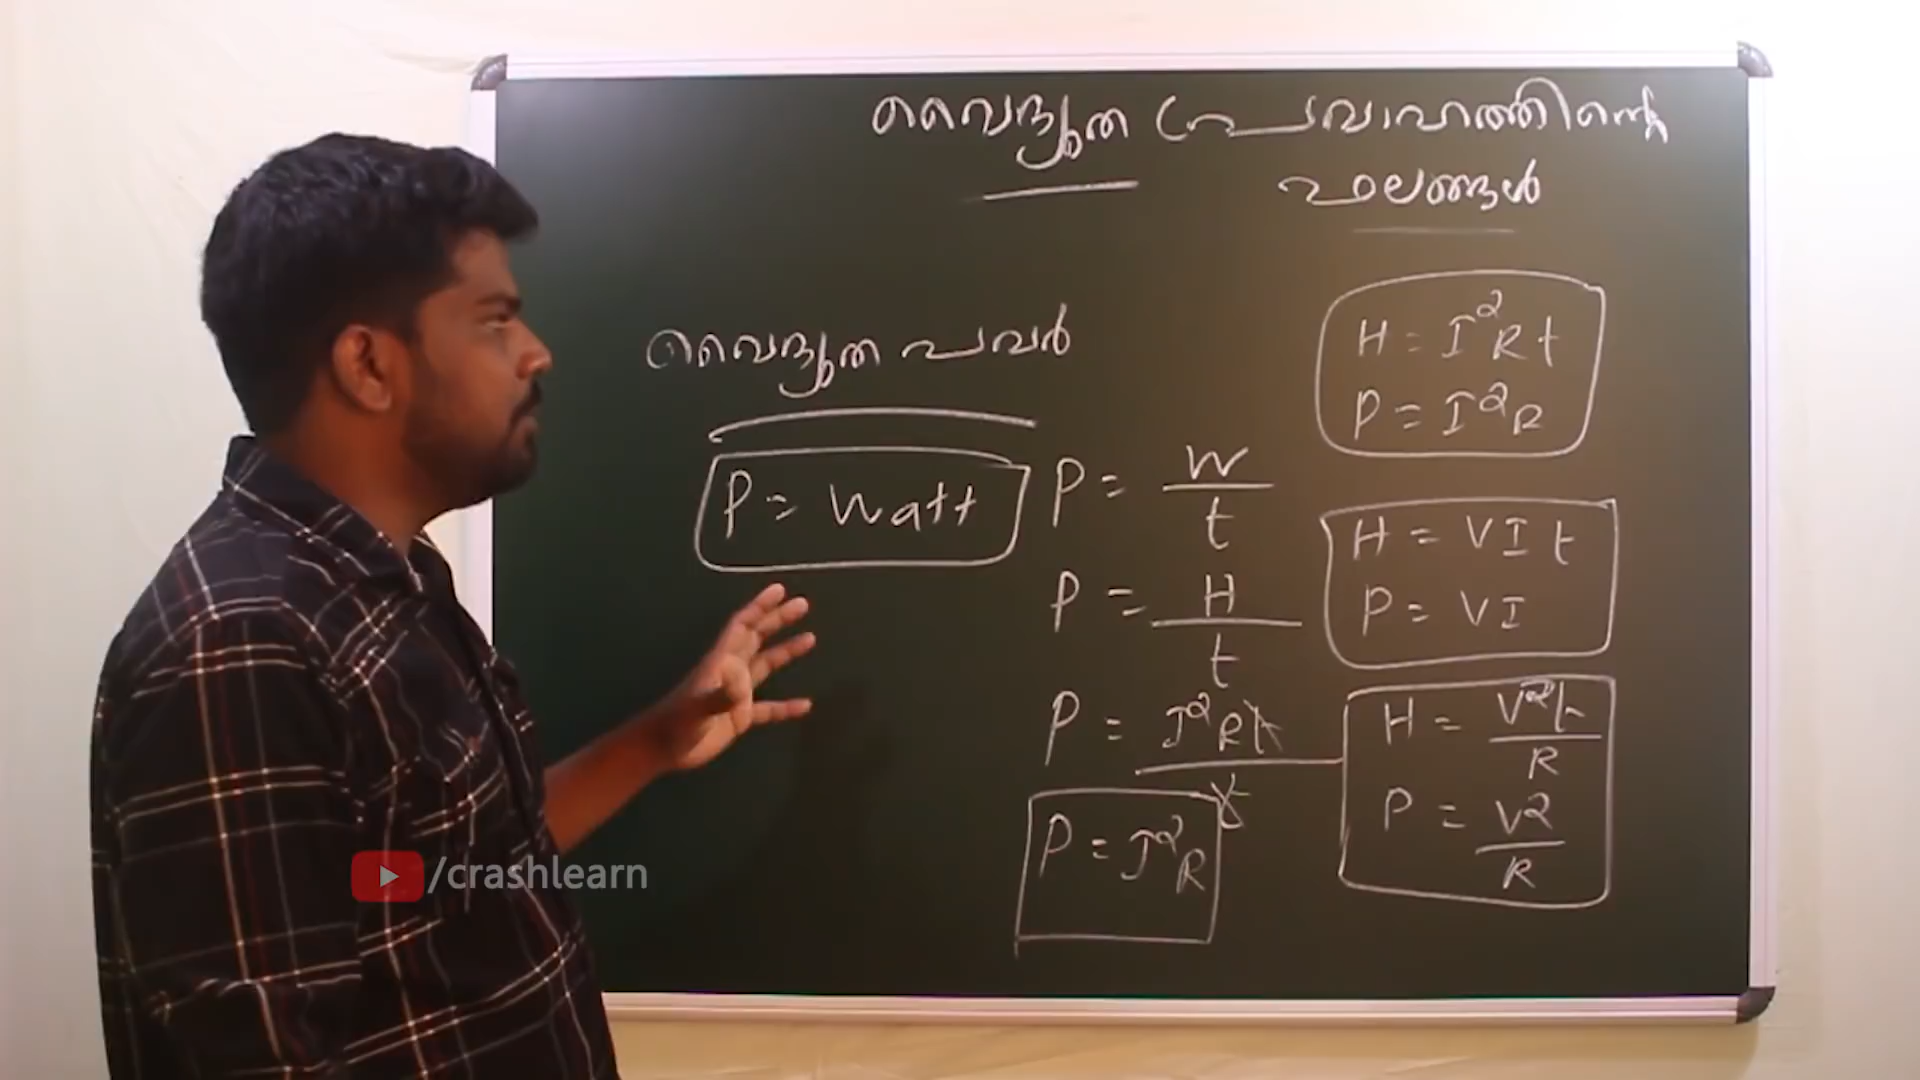 വൈദ്യുത പ്രവാഹത്തിന്റെ
ഫലങ്ങൾ
വൈദ്യുത പവർ
P = Watt
P = W/t
P = H/t
P = I²Rt/t
P = I²R
H = I²Rt
P = I²R
H = VIt
P = VI
H = V²t/R
P = V²/R
/crashlearn